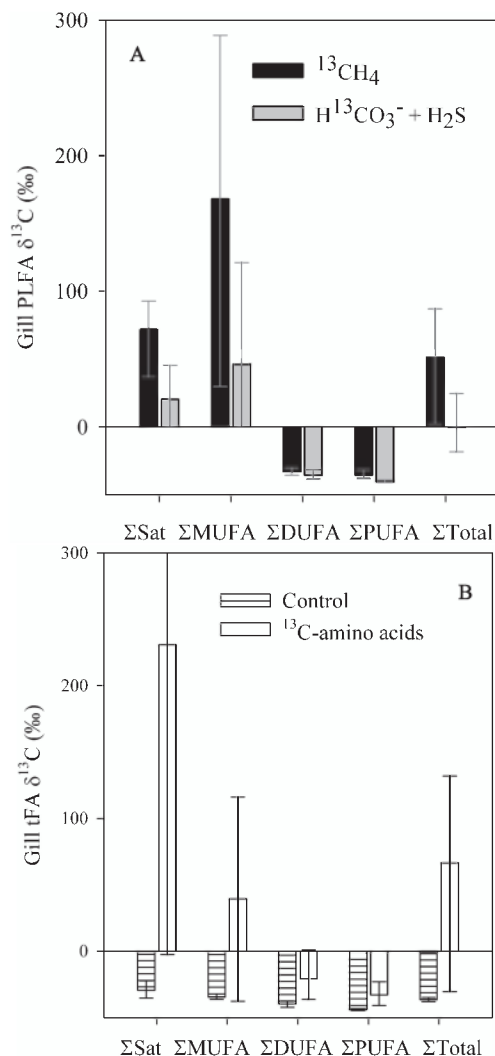 300
A
¹³CH₄
H¹³CO₃⁻ + H₂S
200
100
0
Gill PLFA δ¹³C (‰)
ΣSat ΣMUFA ΣDUFA ΣPUFA ΣTotal
300
B
Control
¹³C-amino acids
200
100
0
Gill tFA δ¹³C (‰)
ΣSat ΣMUFA ΣDUFA ΣPUFA ΣTotal